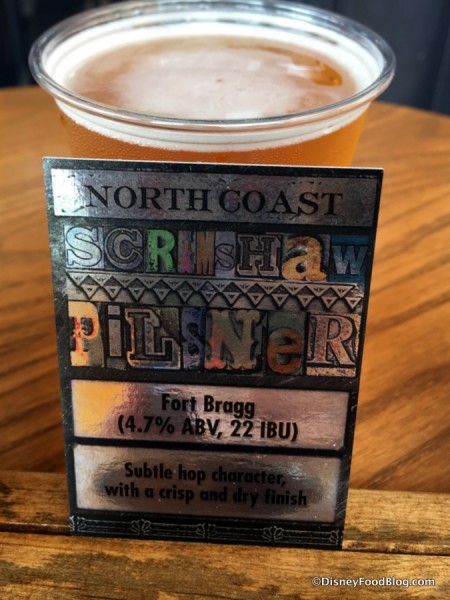 NORTH COAST
SCRIMSHAW
PILSNER
Fort Bragg
(4.7% ABV, 22 IBU)
Subtle hop character,
with a crisp and dry finish
©DisneyFoodBlog.com